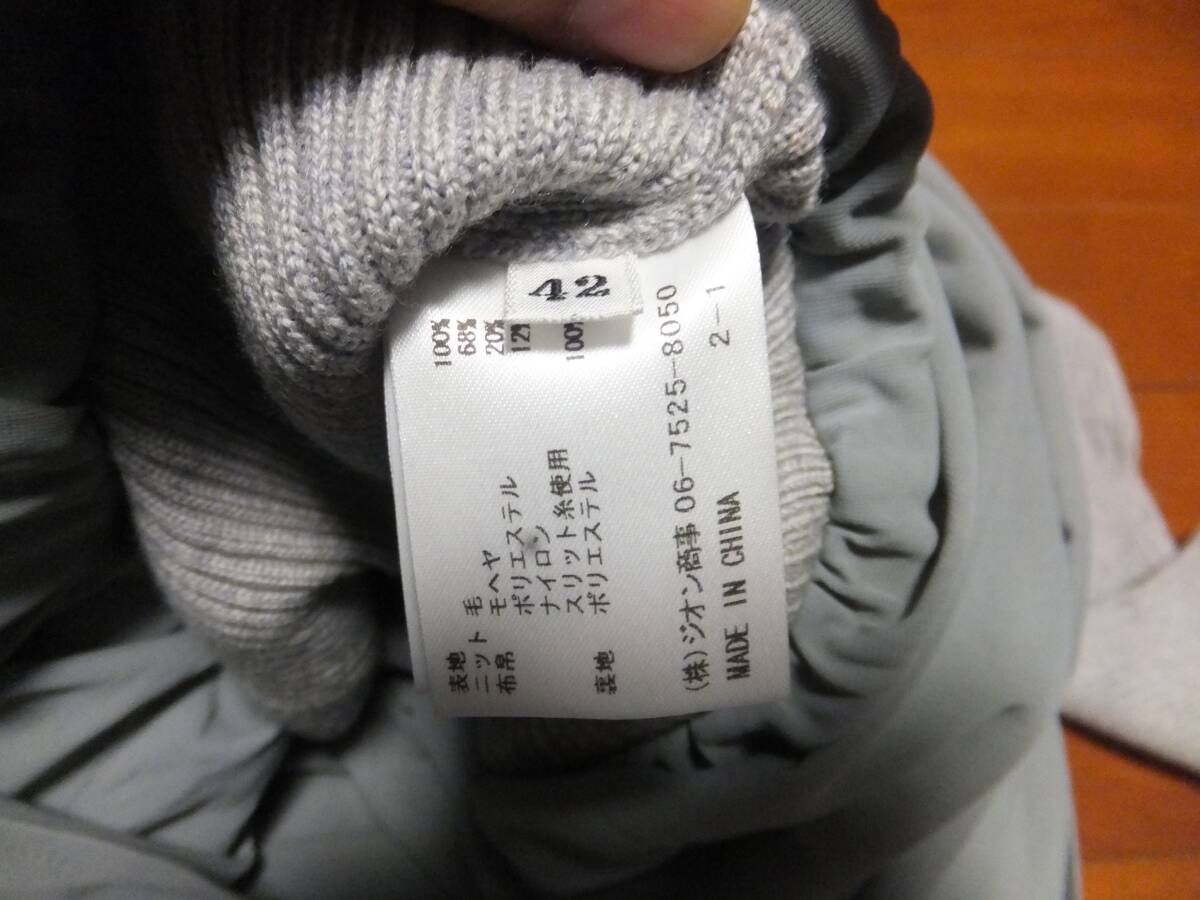 42
表地
ニット 毛 100%
布帛 モヘヤ 68%
ポリエステル 20%
ナイロン 12%
スリット糸使用
裏地 ポリエステル 100%
(株)ジオン商事 06-7525-8050
MADE IN CHINA 2-1